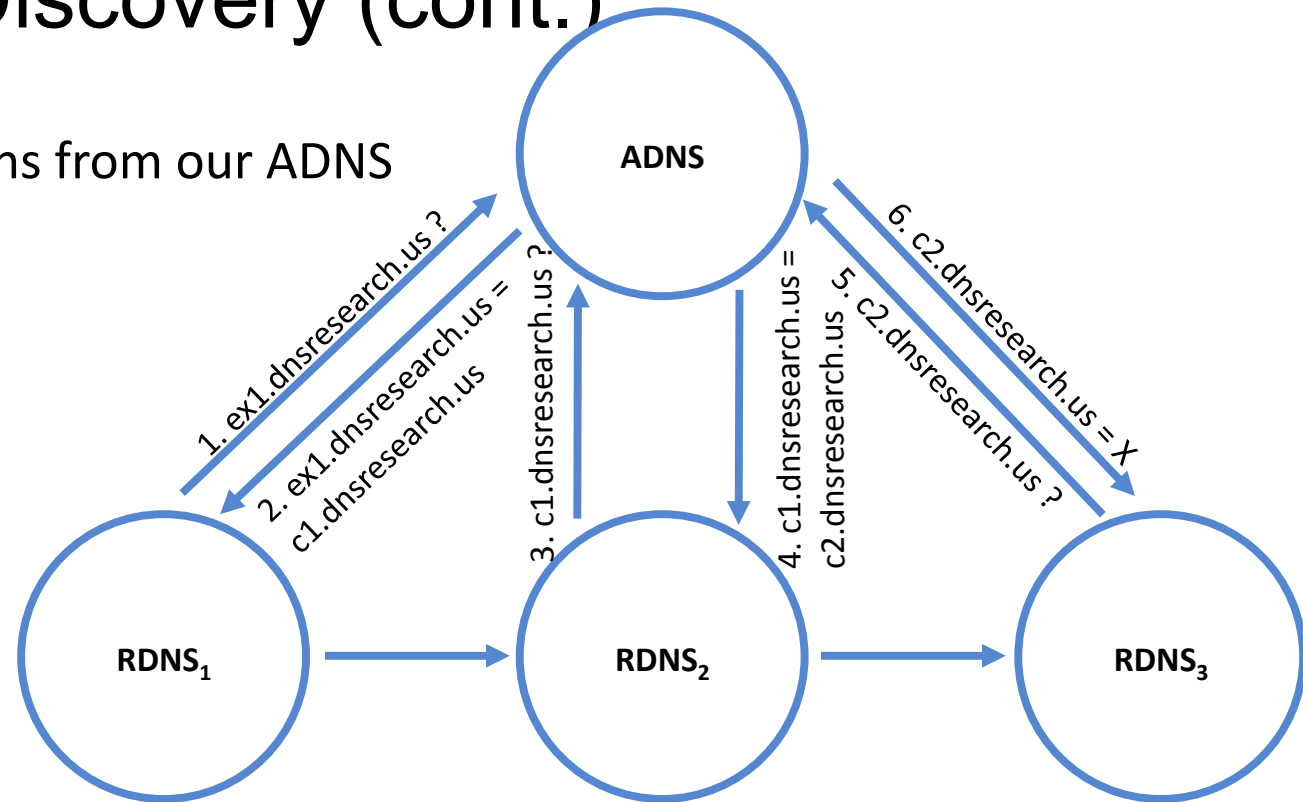 Discovery (cont.)
ns from our ADNS
ADNS
1. ex1.dnsresearch.us ?
2. ex1.dnsresearch.us =
c1.dnsresearch.us
3. c1.dnsresearch.us ?
4. c1.dnsresearch.us =
c2.dnsresearch.us
5. c2.dnsresearch.us ?
6. c2.dnsresearch.us = X
RDNS1
RDNS2
RDNS3